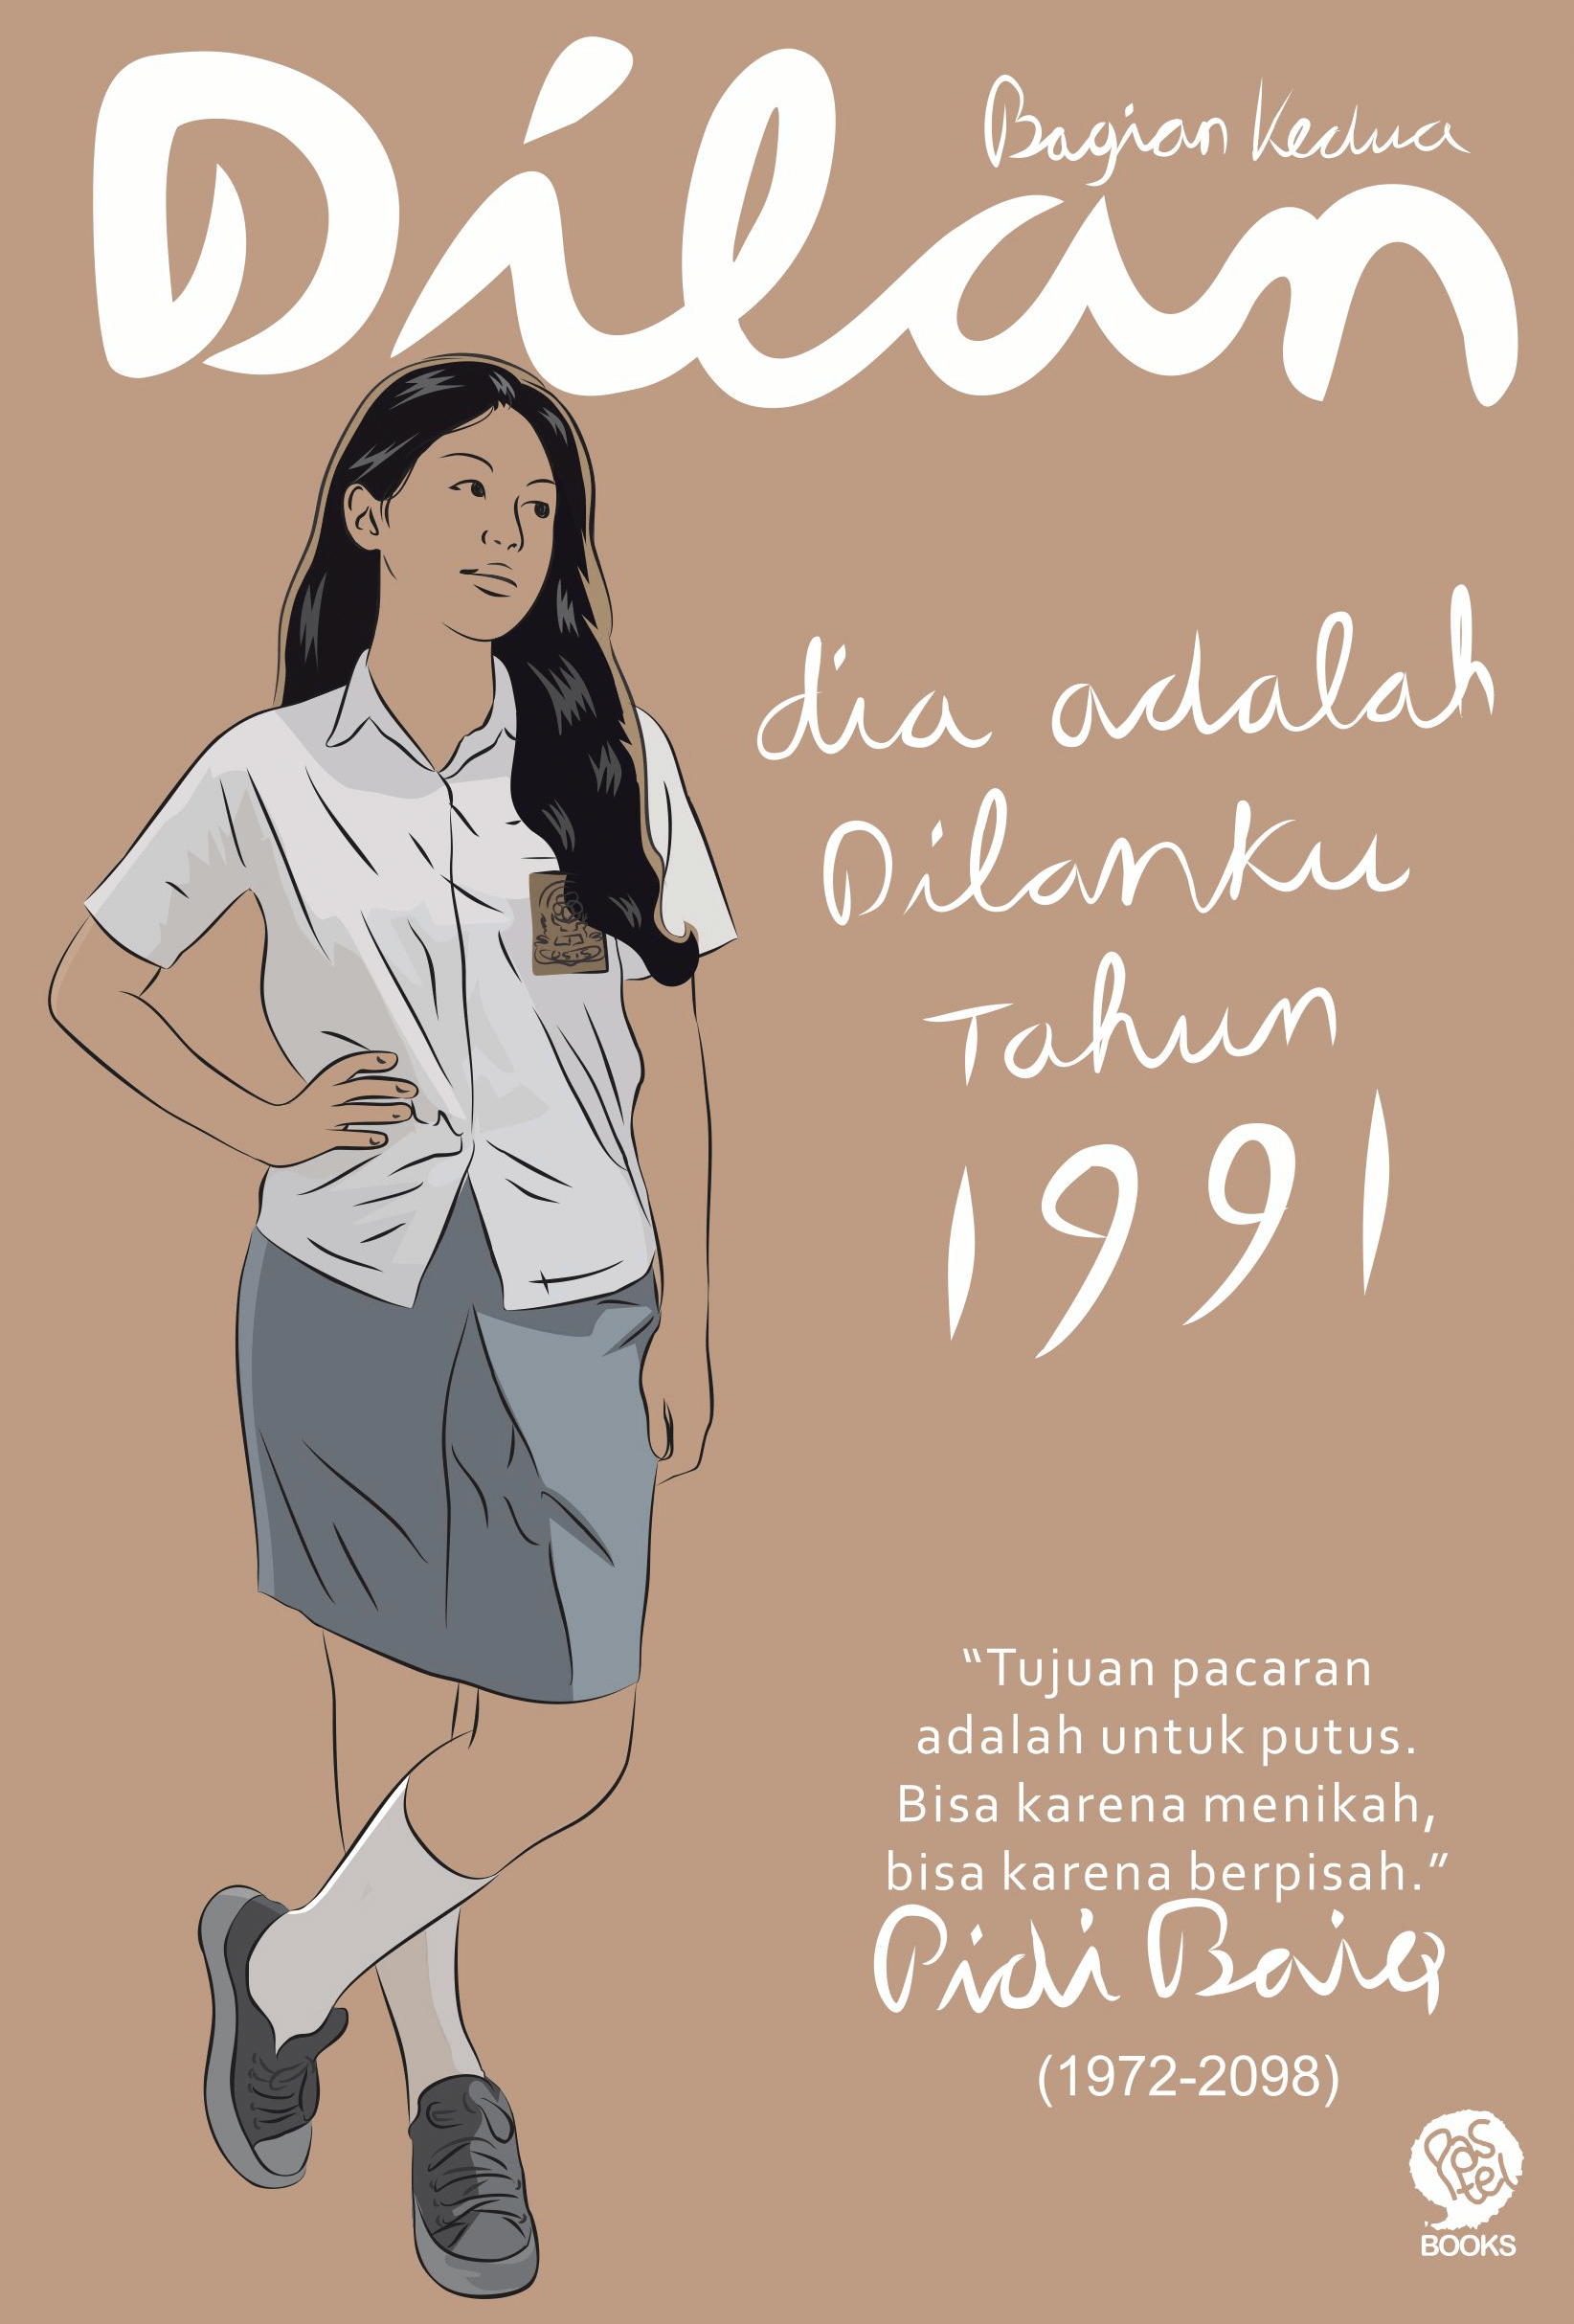 Dilan
Bagian Kedua
dia adalah
Dilanku
Tahun
1991
“Tujuan pacaran
adalah untuk putus.
Bisa karena menikah,
bisa karena berpisah.”
Pidi Baiq
(1972-2098)
PasTel
BOOKS